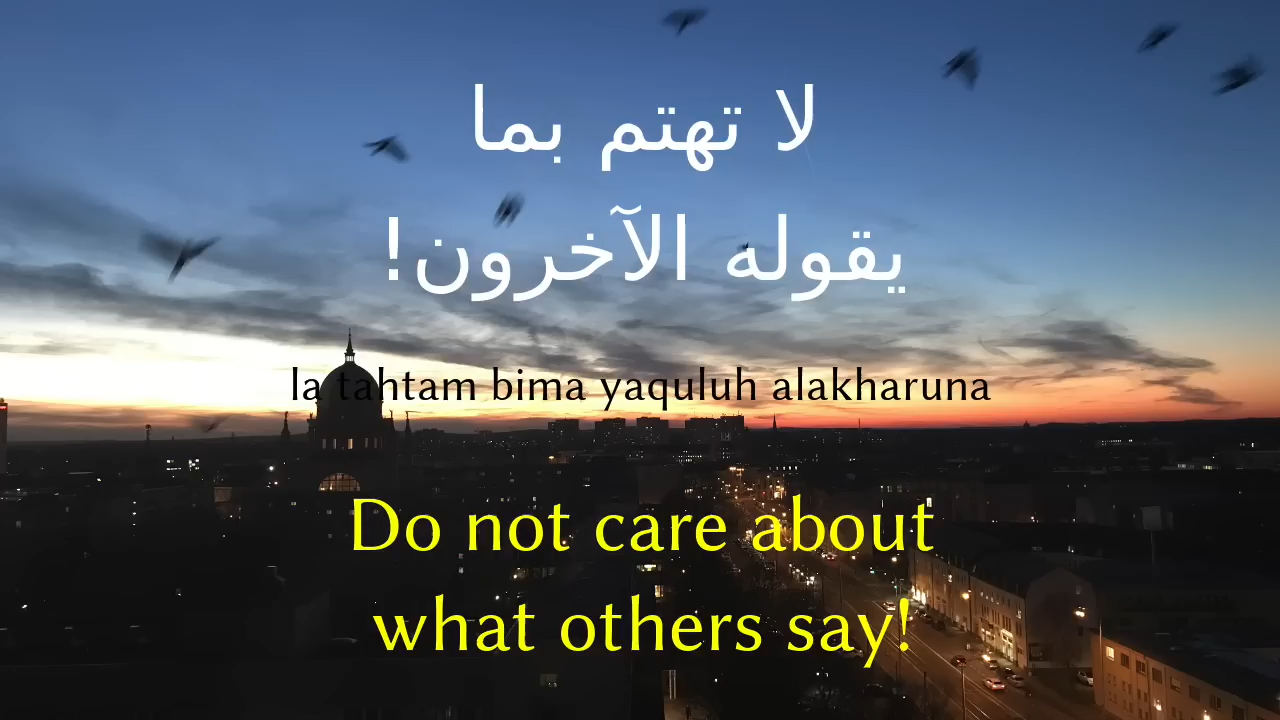 لا تهتم بما
يقوله الآخرون!
la tahtam bima yaquluh alakharuna
Do not care about
what others say!